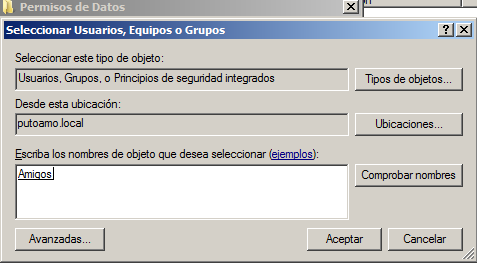 Permisos de Datos
Seleccionar Usuarios, Equipos o Grupos
Seleccionar este tipo de objeto:
Usuarios, Grupos, o Principios de seguridad integrados
Tipos de objetos...
Desde esta ubicación:
putoamo.local
Ubicaciones...
Escriba los nombres de objeto que desea seleccionar (ejemplos):
Amigos
Comprobar nombres
Avanzadas...
Aceptar
Cancelar